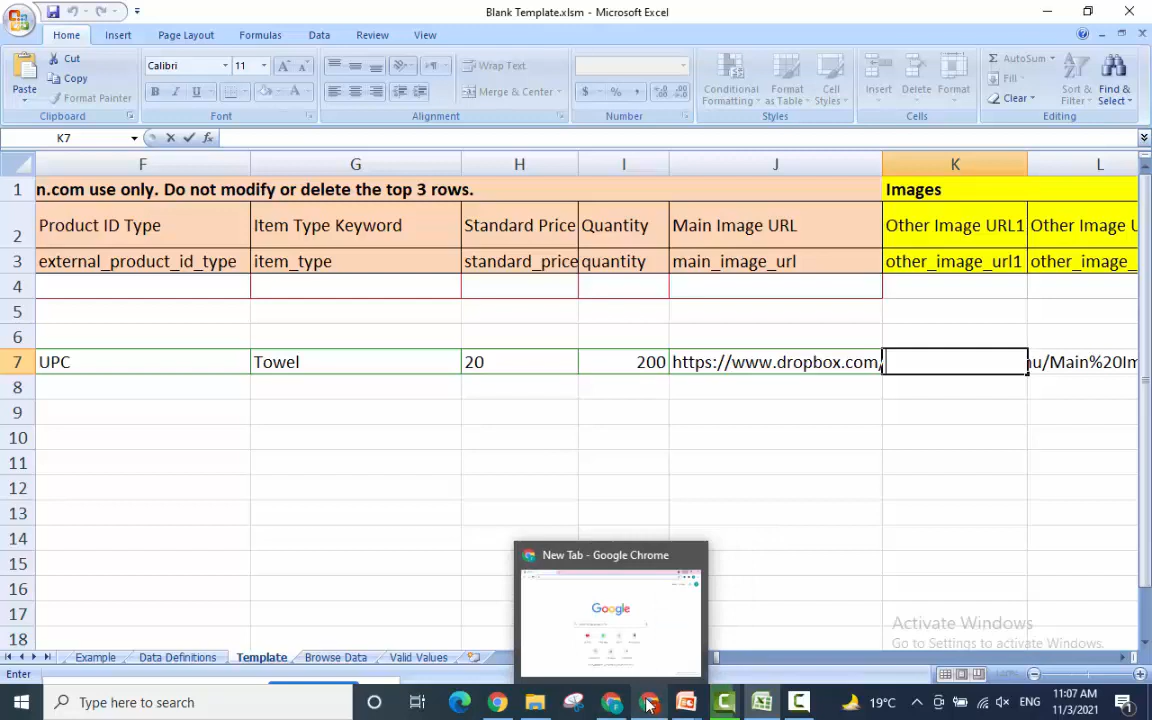 Blank Template.xlsm - Microsoft Excel
Home Insert Page Layout Formulas Data Review View
Paste
Cut
Copy
Format Painter
Clipboard
Calibri 11
B I U
Font
Wrap Text
Merge & Center
Alignment
$ % ,
Number
Conditional Formatting
Format as Table
Cell Styles
Styles
Insert Delete Format
Cells
AutoSum
Fill
Clear
Sort & Filter
Find & Select
Editing
K7
fx
F G H I J K L
1 n.com use only. Do not modify or delete the top 3 rows. Images
2 Product ID Type Item Type Keyword Standard Price Quantity Main Image URL Other Image URL1 Other Image U
3 external_product_id_type item_type standard_price quantity main_image_url other_image_url1 other_image_
4
5
6
7 UPC Towel 20 200 https://www.dropbox.com/ nu/Main%20Im
8
9
10
11
12
13
14
15
16
17
18
New Tab - Google Chrome
Google
Activate Windows
Go to Settings to activate Windows.
Example Data Definitions Template Browse Data Valid Values
Enter
Type here to search
19°C ENG 11:07 AM
11/3/2021
1